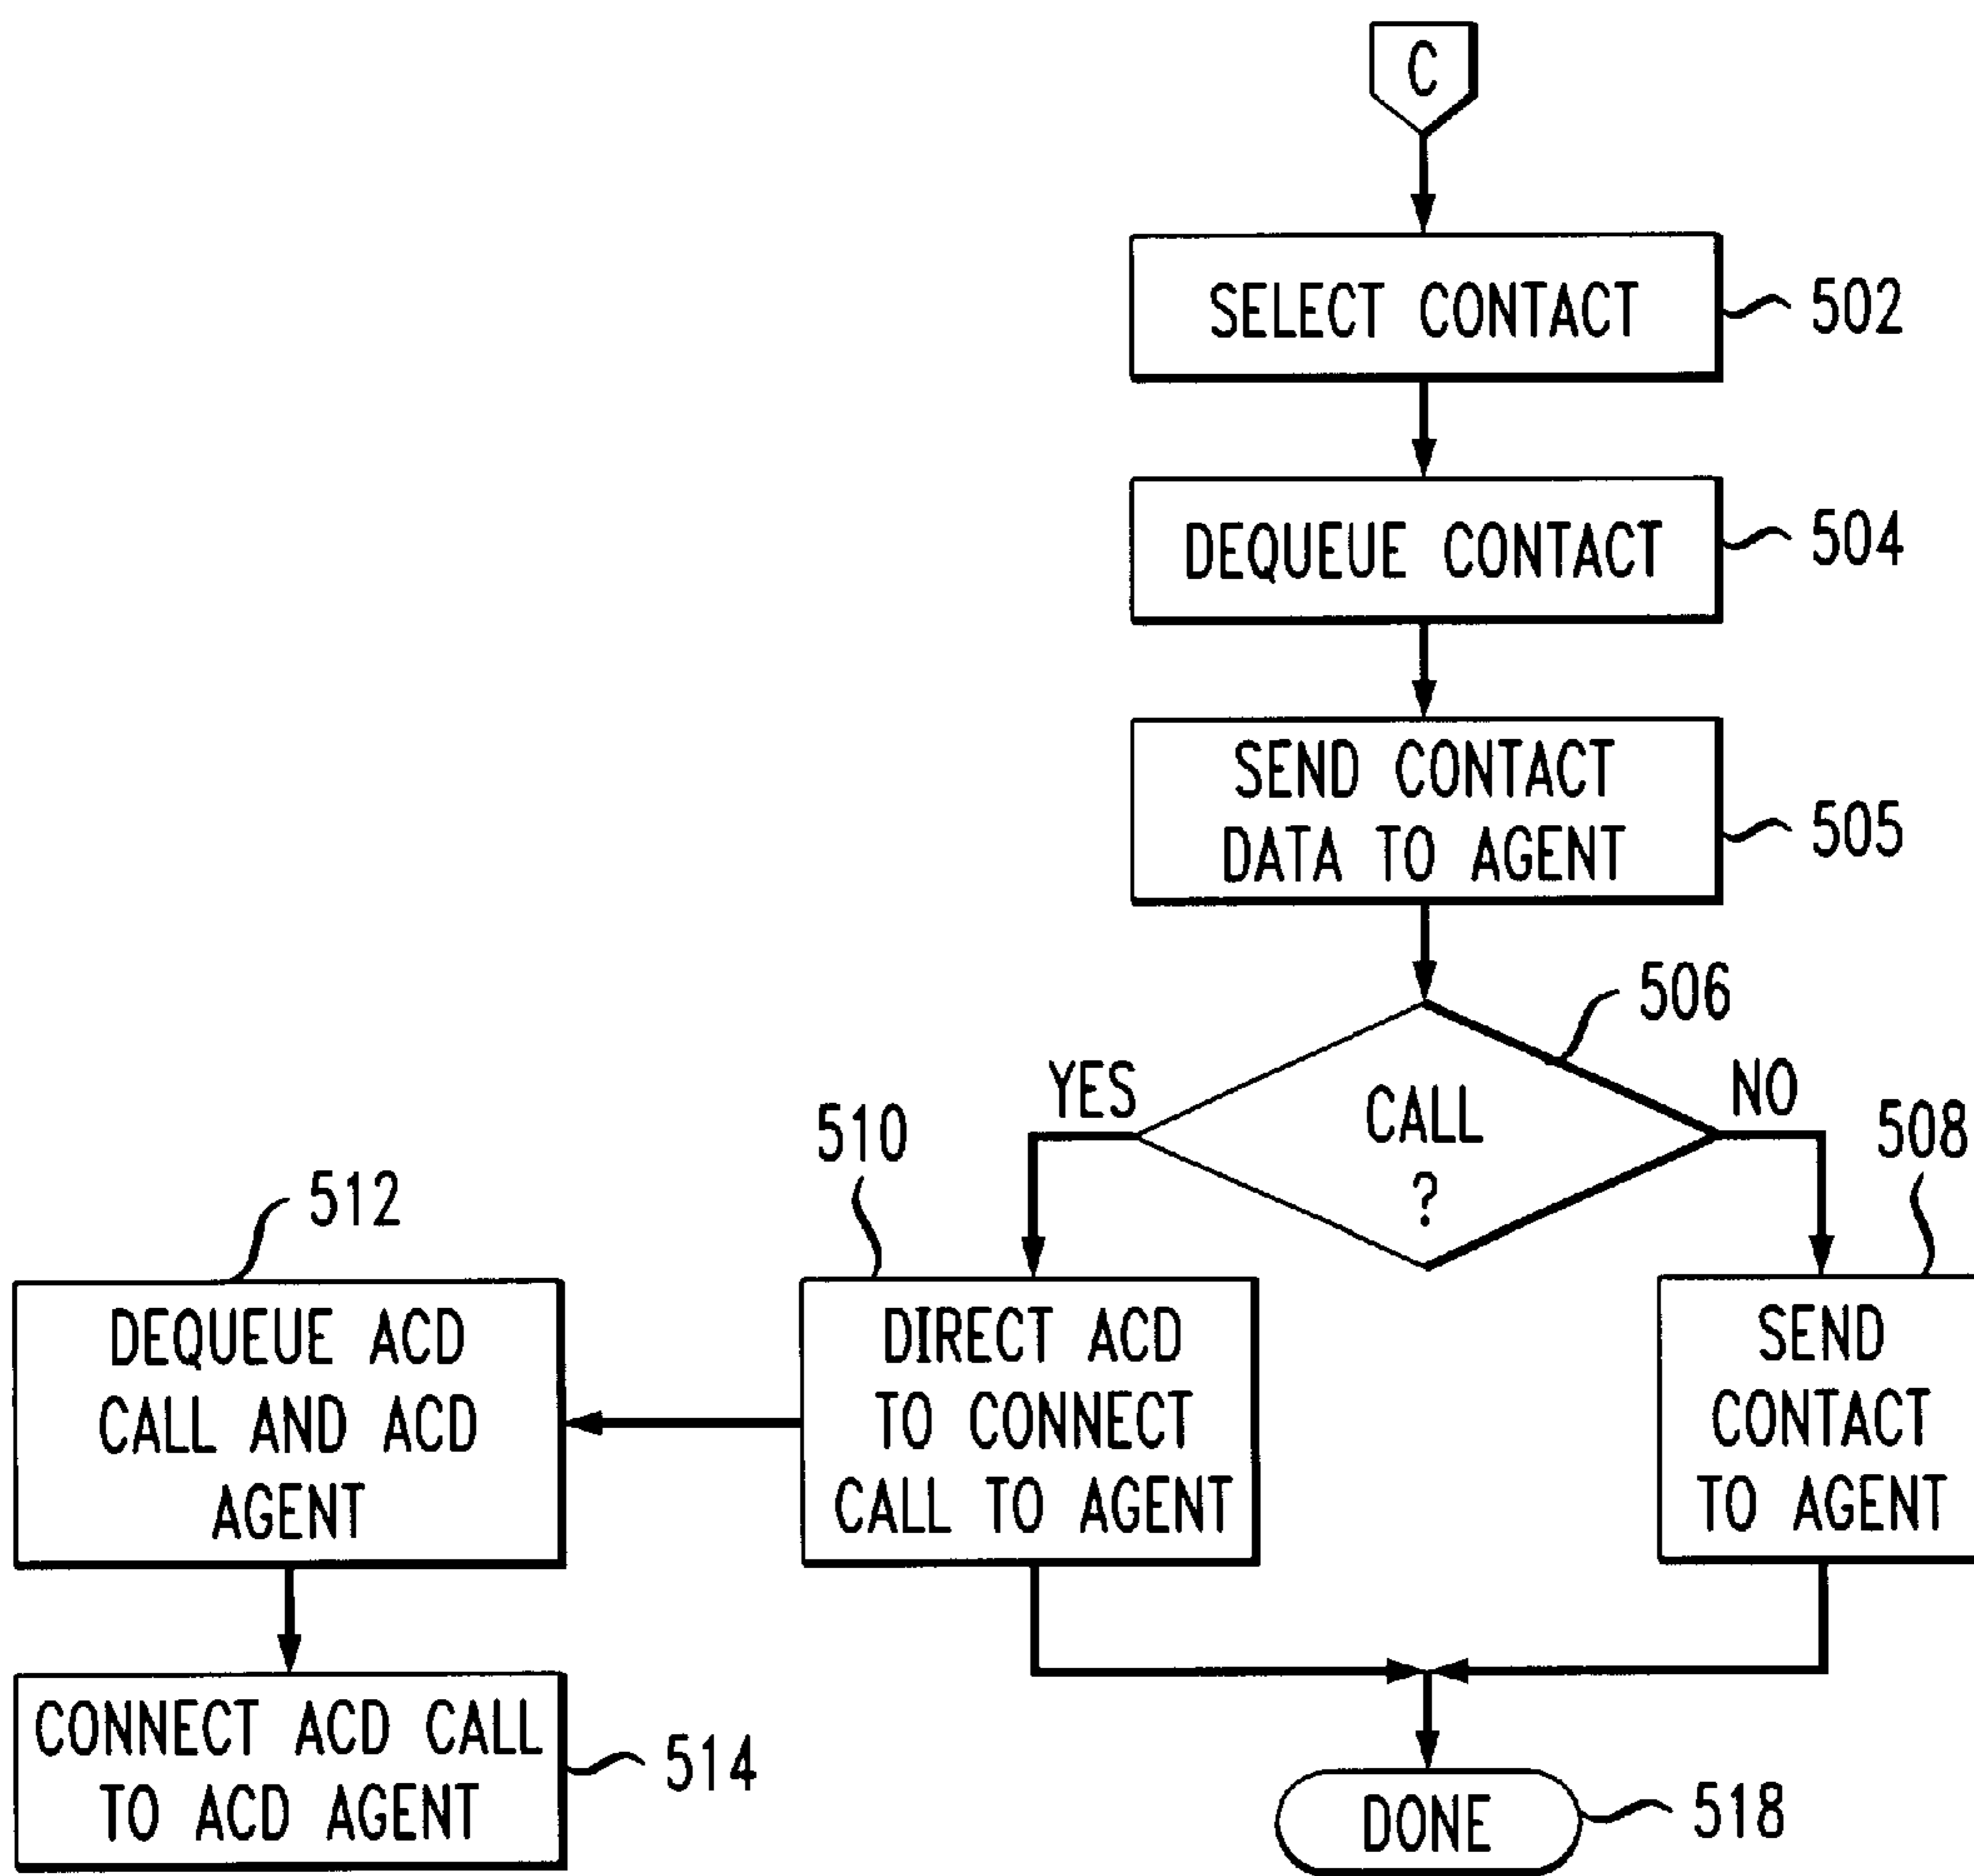 C
SELECT CONTACT
502
DEQUEUE CONTACT
504
SEND CONTACT
DATA TO AGENT
505
506
CALL
?
YES
NO
510
508
512
DEQUEUE ACD
CALL AND ACD
AGENT
DIRECT ACD
TO CONNECT
CALL TO AGENT
SEND
CONTACT
TO AGENT
CONNECT ACD CALL
TO ACD AGENT
514
DONE
518